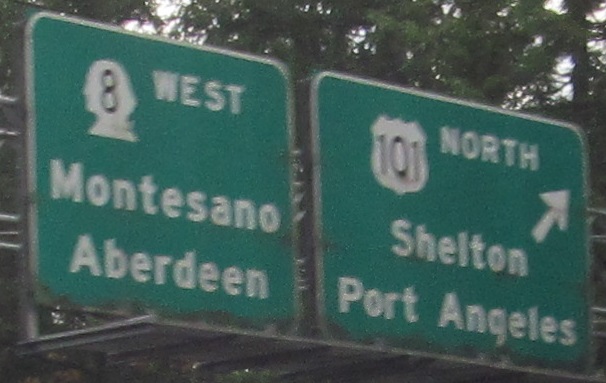 8 WEST
Montesano
Aberdeen
101 NORTH
Shelton
Port Angeles